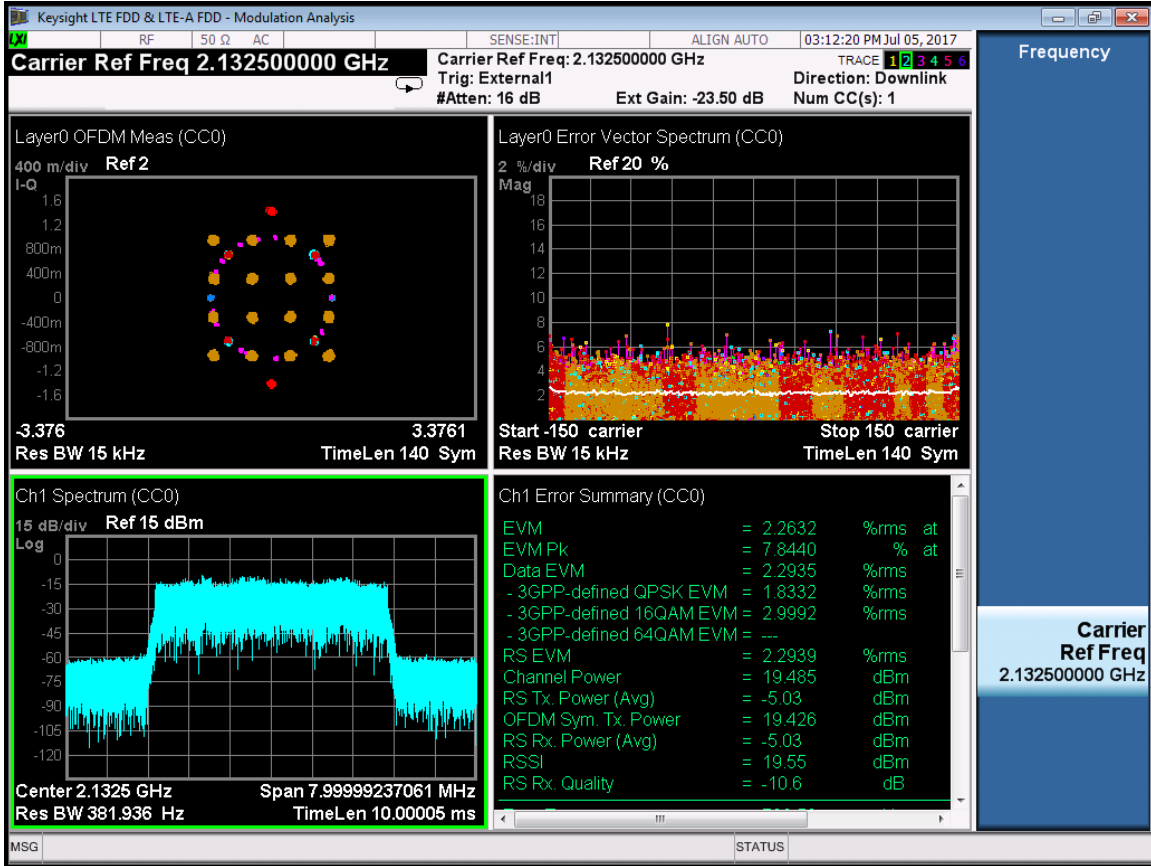 Keysight LTE FDD & LTE-A FDD - Modulation Analysis
LXI RF 50 Ω AC SENSE:INT ALIGN AUTO 03:12:20 PM Jul 05, 2017
Carrier Ref Freq 2.132500000 GHz
Carrier Ref Freq: 2.132500000 GHz
Trig: External1
#Atten: 16 dB Ext Gain: -23.50 dB
TRACE 1 2 3 4 5 6
Direction: Downlink
Num CC(s): 1
Layer0 OFDM Meas (CC0)
400 m/div Ref 2
I-Q
1.6
1.2
800m
400m
0
-400m
-800m
-1.2
-1.6
-3.376 3.3761
Res BW 15 kHz TimeLen 140 Sym
Layer0 Error Vector Spectrum (CC0)
2 %/div Ref 20 %
Mag
18
16
14
12
10
8
6
4
2
Start -150 carrier Stop 150 carrier
Res BW 15 kHz TimeLen 140 Sym
Ch1 Spectrum (CC0)
15 dB/div Ref 15 dBm
Log
0
-15
-30
-45
-60
-75
-90
-105
-120
Center 2.1325 GHz Span 7.99999237061 MHz
Res BW 381.936 Hz TimeLen 10.00005 ms
Ch1 Error Summary (CC0)
EVM = 2.2632 %rms at
EVM Pk = 7.8440 % at
Data EVM = 2.2935 %rms
- 3GPP-defined QPSK EVM = 1.8332 %rms
- 3GPP-defined 16QAM EVM = 2.9992 %rms
- 3GPP-defined 64QAM EVM = ---
RS EVM = 2.2939 %rms
Channel Power = 19.485 dBm
RS Tx. Power (Avg) = -5.03 dBm
OFDM Sym. Tx. Power = 19.426 dBm
RS Rx. Power (Avg) = -5.03 dBm
RSSI = 19.55 dBm
RS Rx. Quality = -10.6 dB
Frequency
Carrier
Ref Freq
2.132500000 GHz
MSG STATUS